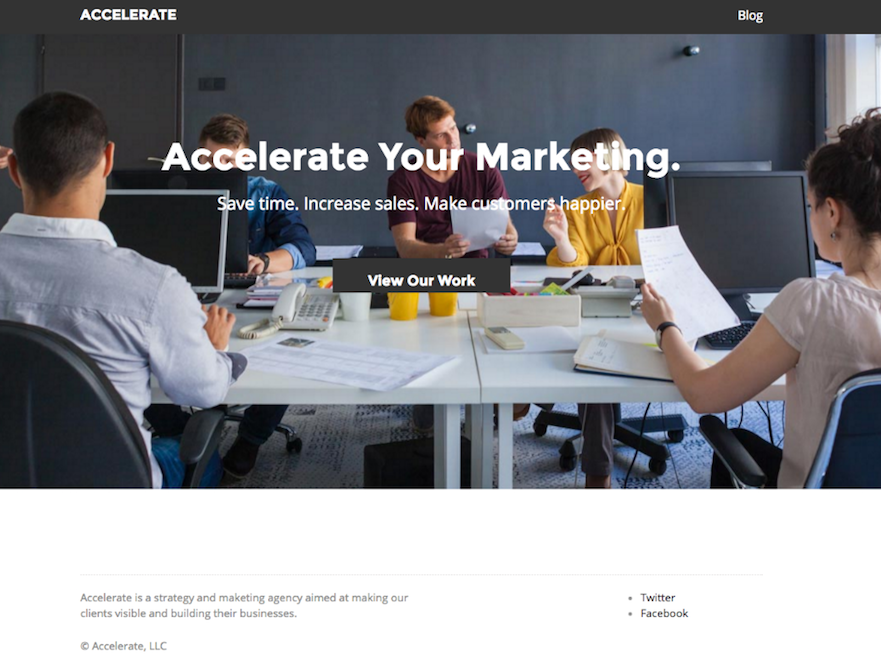 ACCELERATE
Blog
Accelerate Your Marketing.
Save time. Increase sales. Make customers happier.
View Our Work
Accelerate is a strategy and maketing agency aimed at making our
clients visible and building their businesses.
Twitter
Facebook
© Accelerate, LLC